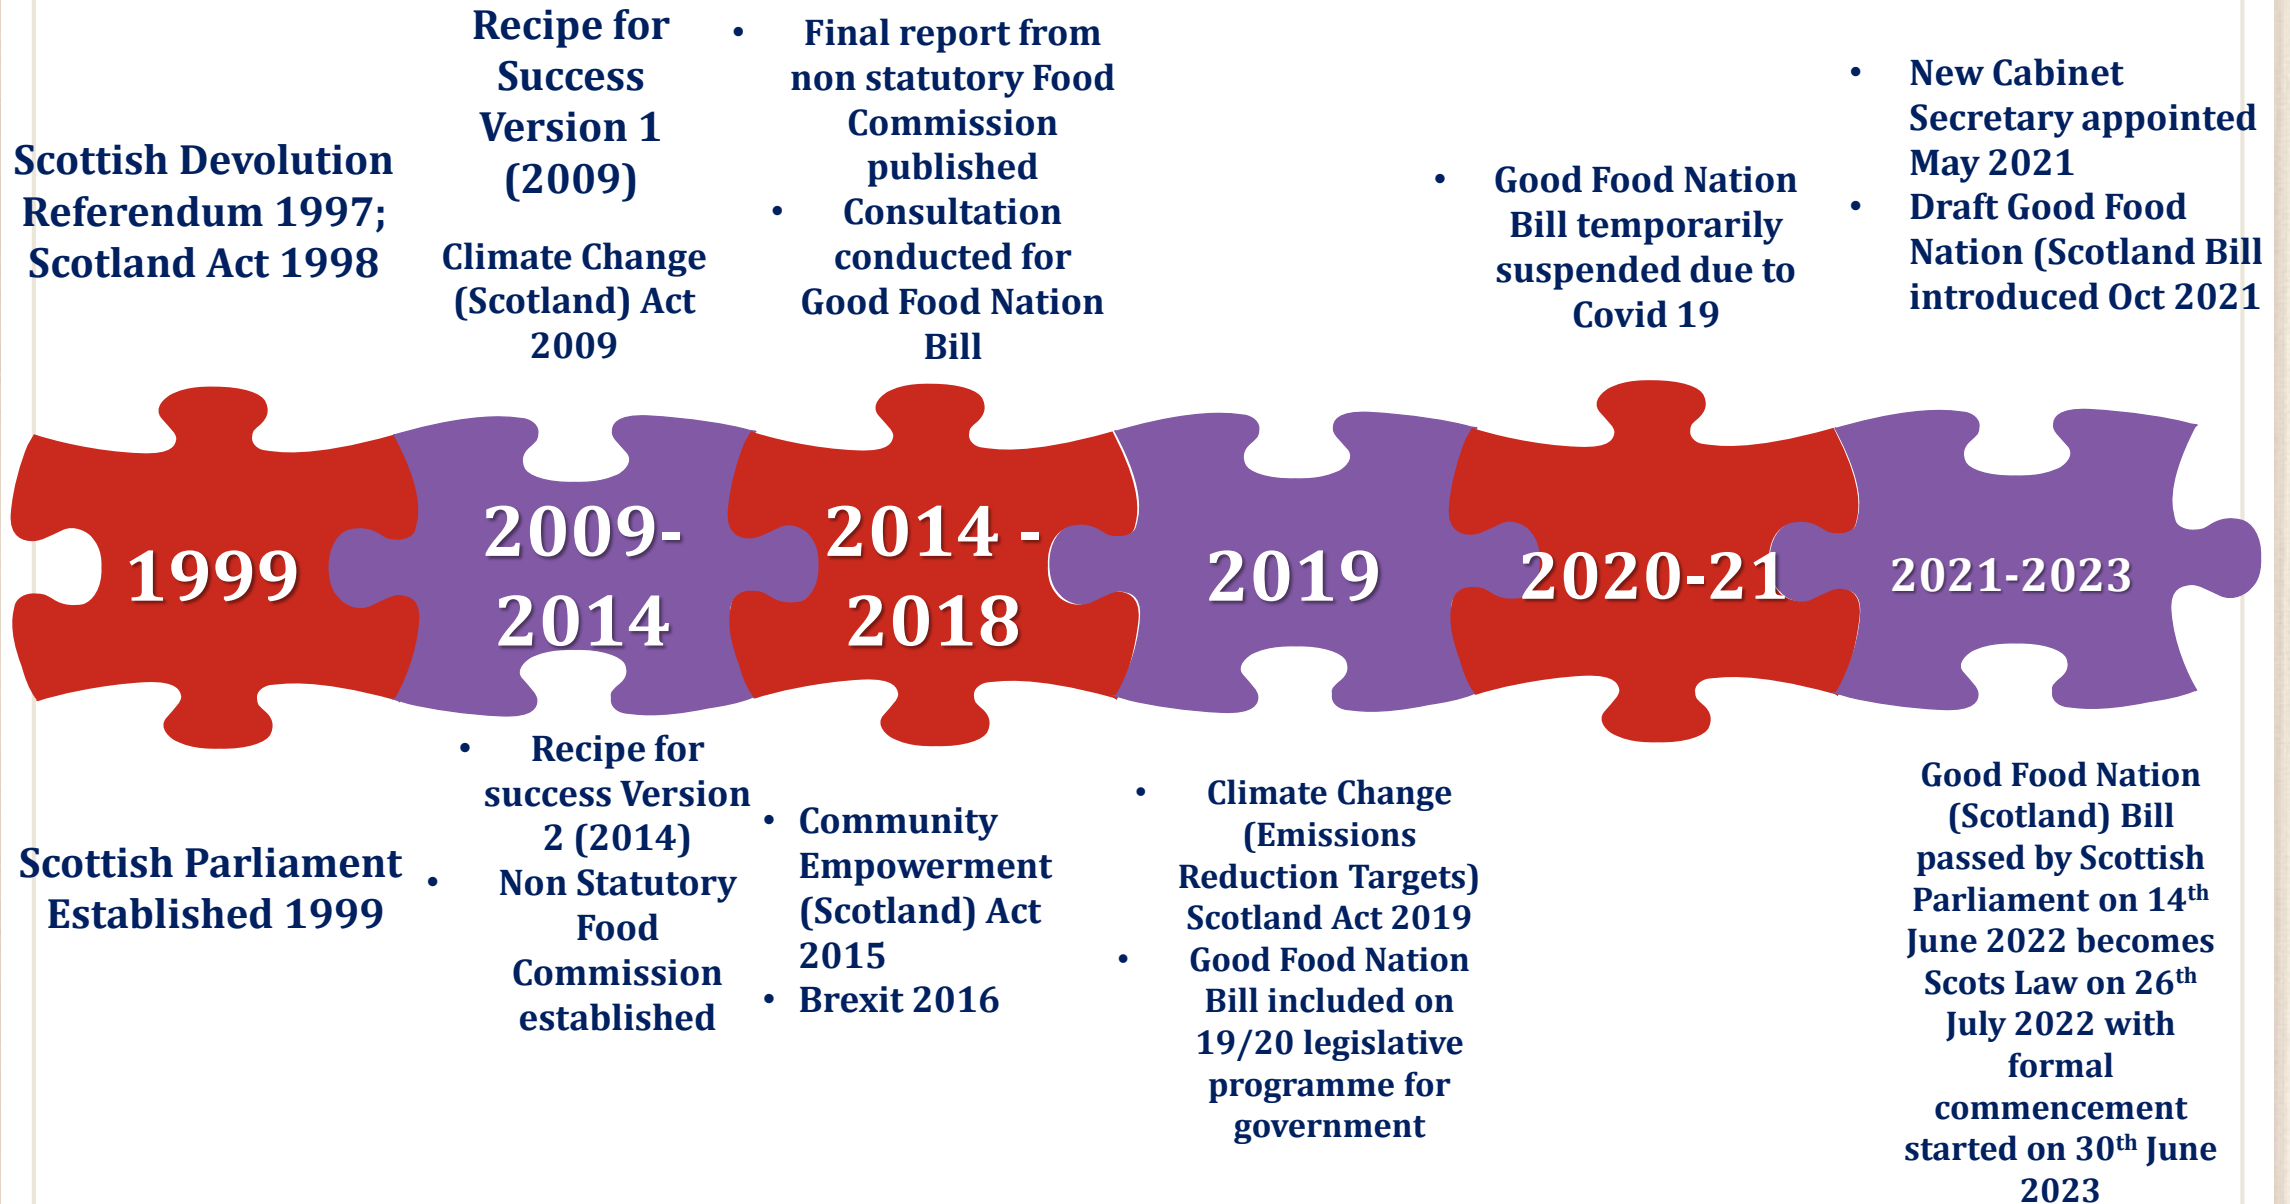 Scottish Devolution
Referendum 1997;
Scotland Act 1998
Recipe for
Success
Version 1
(2009)
Climate Change
(Scotland) Act
2009
• Final report from
non statutory Food
Commission
published
• Consultation
conducted for
Good Food Nation
Bill
• Good Food Nation
Bill temporarily
suspended due to
Covid 19
• New Cabinet
Secretary appointed
May 2021
• Draft Good Food
Nation (Scotland Bill
introduced Oct 2021
1999
2009-
2014
2014 -
2018
2019
2020-21
2021-2023
Scottish Parliament
Established 1999
• Recipe for
success Version
2 (2014)
• Non Statutory
Food
Commission
established
• Community
Empowerment
(Scotland) Act
2015
• Brexit 2016
• Climate Change
(Emissions
Reduction Targets)
Scotland Act 2019
• Good Food Nation
Bill included on
19/20 legislative
programme for
government
Good Food Nation
(Scotland) Bill
passed by Scottish
Parliament on 14th
June 2022 becomes
Scots Law on 26th
July 2022 with
formal
commencement
started on 30th June
2023